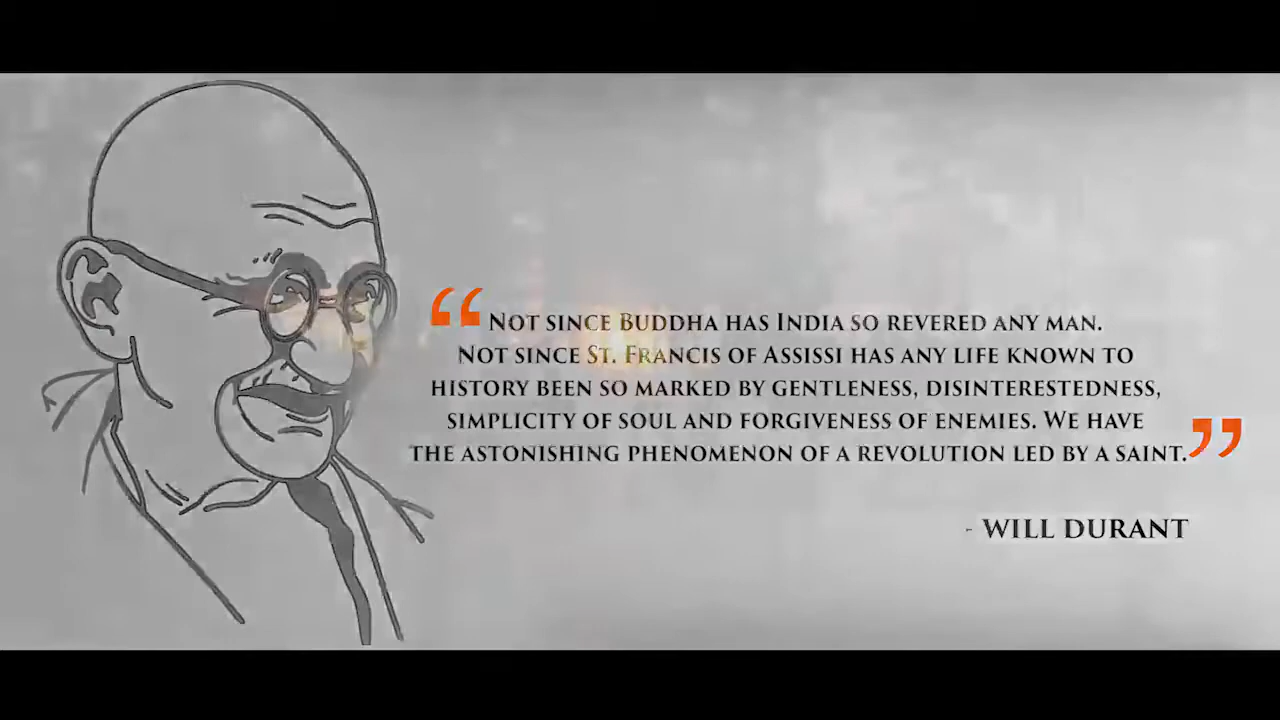 “Not since Buddha has India so revered any man.
Not since St. Francis of Assissi has any life known to
history been so marked by gentleness, disinterestedness,
simplicity of soul and forgiveness of enemies. We have
the astonishing phenomenon of a revolution led by a saint.”
- WILL DURANT